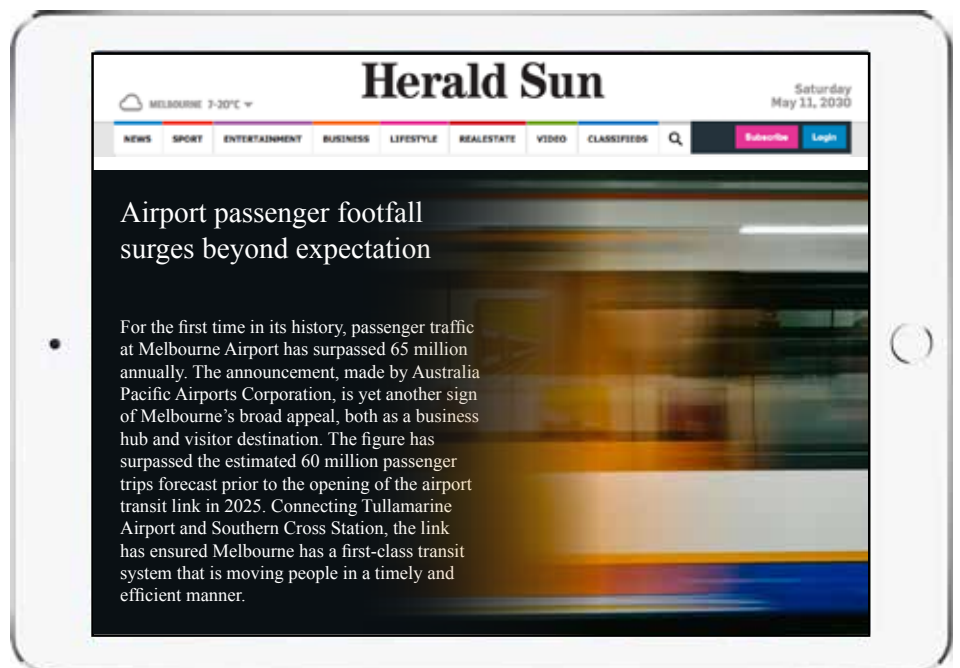 Herald Sun
MELBOURNE 7-20°C
Saturday
May 11, 2030
NEWS SPORT ENTERTAINMENT BUSINESS LIFESTYLE REALESTATE VIDEO CLASSIFIEDS Subscribe Login
Airport passenger footfall
surges beyond expectation
For the first time in its history, passenger traffic
at Melbourne Airport has surpassed 65 million
annually. The announcement, made by Australia
Pacific Airports Corporation, is yet another sign
of Melbourne’s broad appeal, both as a business
hub and visitor destination. The figure has
surpassed the estimated 60 million passenger
trips forecast prior to the opening of the airport
transit link in 2025. Connecting Tullamarine
Airport and Southern Cross Station, the link
has ensured Melbourne has a first-class transit
system that is moving people in a timely and
efficient manner.